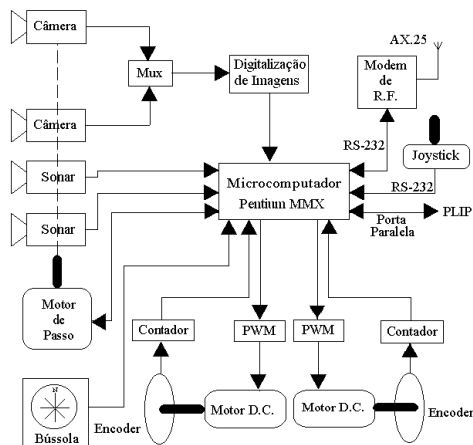 Câmera
Mux
Digitalização
de Imagens
AX.25
Modem
de
R.F.
Câmera
RS-232
Joystick
Sonar
Microcomputador
Pentiun MMX
RS-232
Sonar
Porta
Paralela
PLIP
Motor
de
Passo
Contador
PWM
PWM
Contador
N
Bússola
Encoder
Motor D.C.
Motor D.C.
Encoder